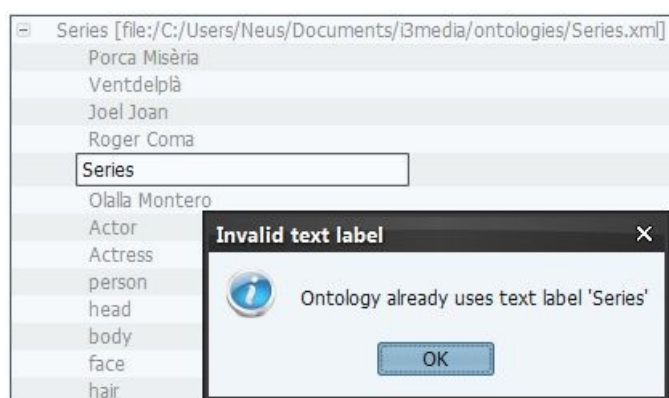 Series [file:/C:/Users/Neus/Documents/i3media/ontologies/Series.xml]
Porca Misèria
Ventdelplà
Joel Joan
Roger Coma
Series
Olalla Montero
Actor
Actress
person
head
body
face
hair
Invalid text label
Ontology already uses text label 'Series'
OK